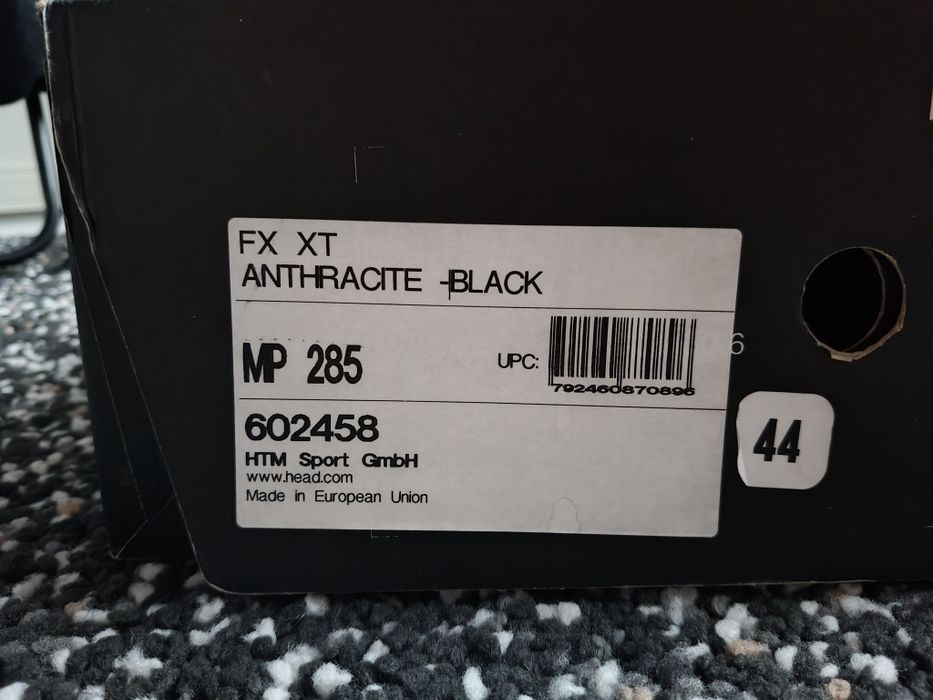 FX XT
ANTHRACITE -BLACK
MP 285
UPC:
792460870896
602458
HTM Sport GmbH
www.head.com
Made in European Union
6
44